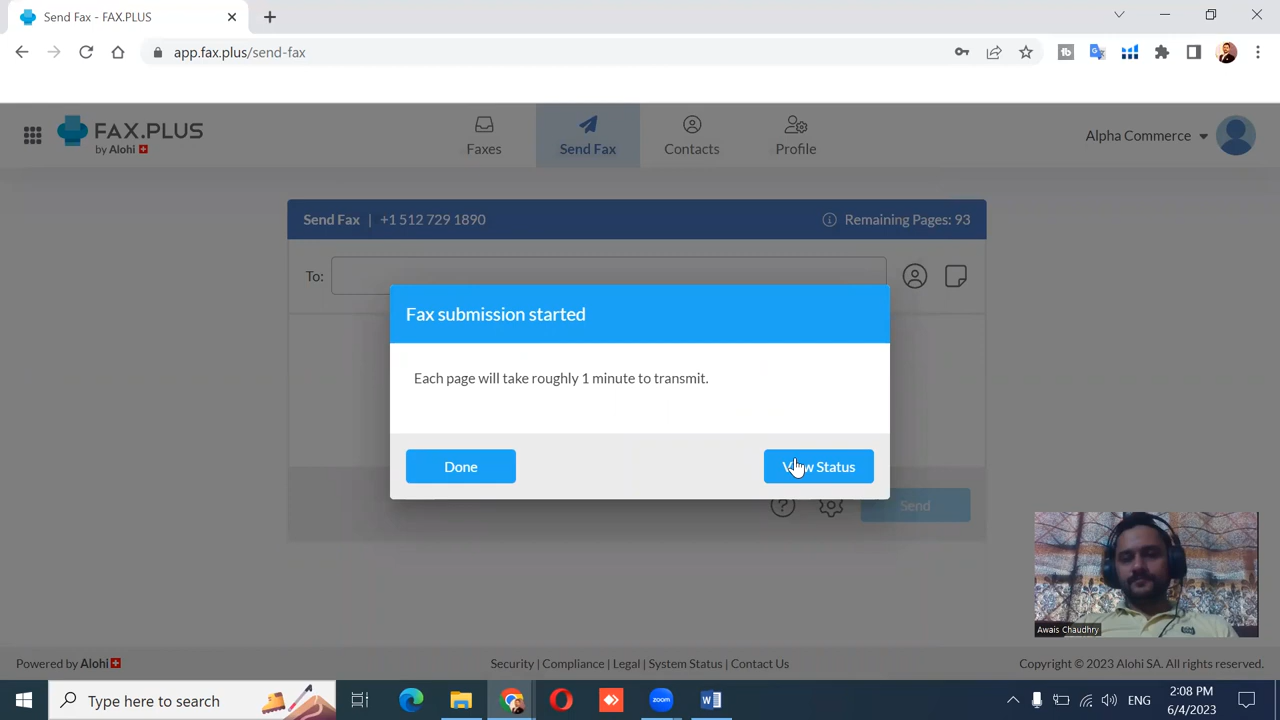 Send Fax - FAX.PLUS
app.fax.plus/send-fax
FAX.PLUS
by Alohi
Faxes
Send Fax
Contacts
Profile
Alpha Commerce
Send Fax | +1 512 729 1890
Remaining Pages: 93
To:
Fax submission started
Each page will take roughly 1 minute to transmit.
Done
View Status
Send
Awais Chaudhry
Powered by Alohi
Security | Compliance | Legal | System Status | Contact Us
Copyright © 2023 Alohi SA. All rights reserved.
Type here to search
zoom
ENG
2:08 PM
6/4/2023